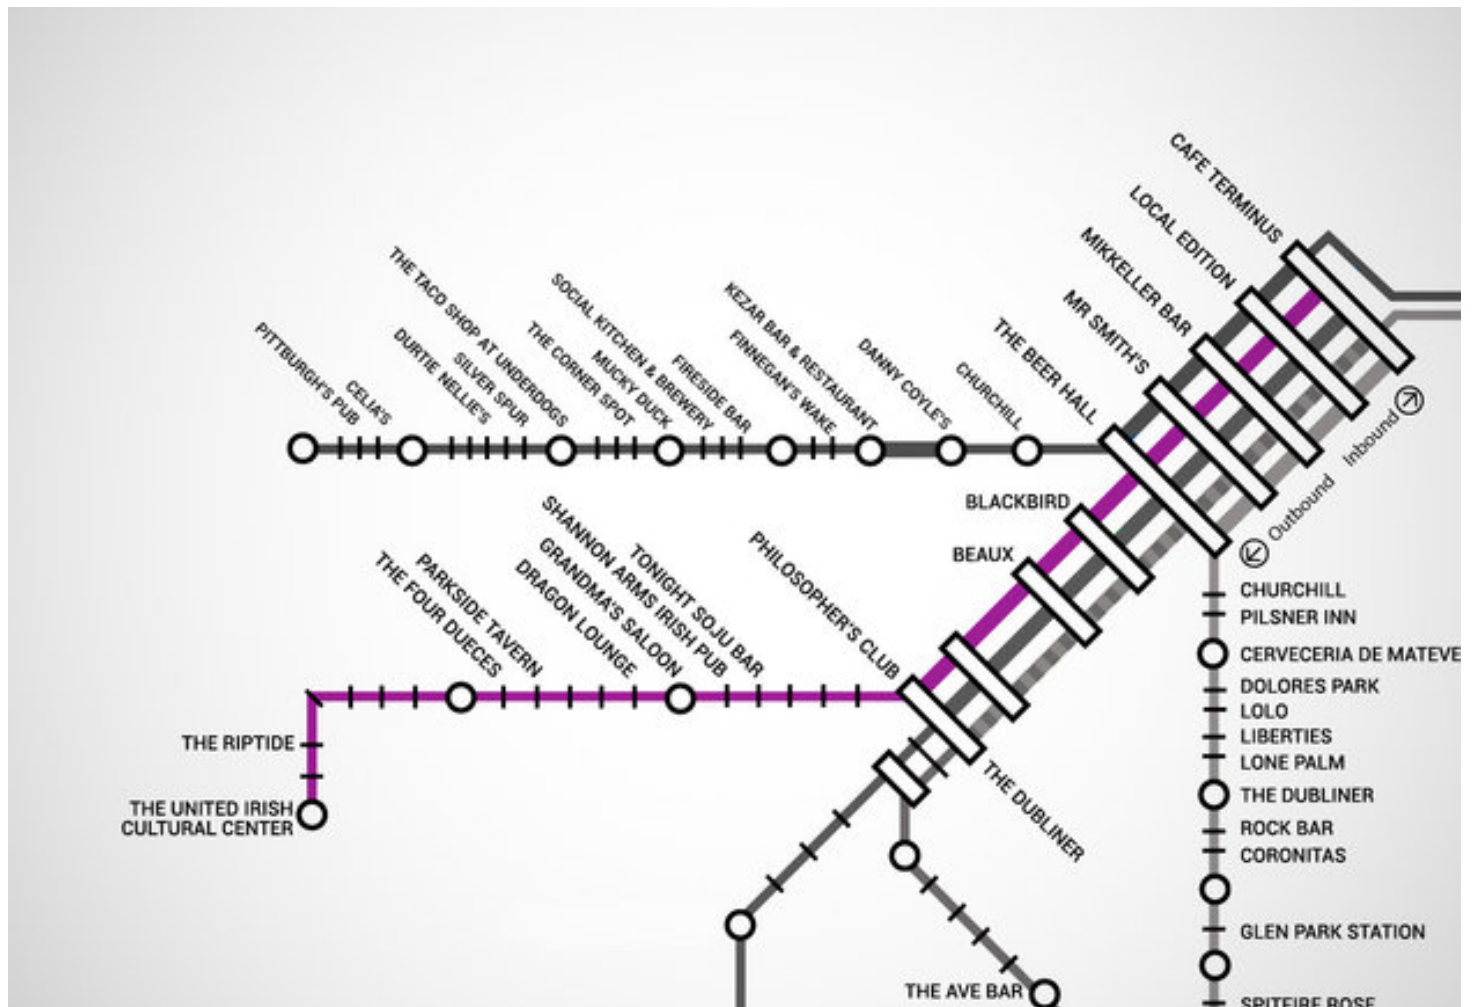 CAFE TERMINUS
LOCAL EDITION
MIKKELLER BAR
MR SMITH'S
THE BEER HALL
CHURCHILL
DANNY COYLE'S
KEZAR BAR & RESTAURANT
FINNEGAN'S WAKE
FIRESIDE BAR
SOCIAL KITCHEN & BREWERY
MUCKY DUCK
THE CORNER SPOT
THE TACO SHOP AT UNDERDOGS
SILVER SPUR
DURTIE NELLIE'S
CELIA'S
PITTBURGH'S PUB
Inbound
Outbound
BLACKBIRD
BEAUX
PHILOSOPHER'S CLUB
TONIGHT SOJU BAR
SHANNON ARMS IRISH PUB
GRANDMA'S SALOON
DRAGON LOUNGE
PARKSIDE TAVERN
THE FOUR DUECES
THE RIPTIDE
THE UNITED IRISH
CULTURAL CENTER
THE DUBLINER
THE AVE BAR
CHURCHILL
PILSNER INN
CERVECERIA DE MATEVE
DOLORES PARK
LOLO
LIBERTIES
LONE PALM
THE DUBLINER
ROCK BAR
CORONITAS
GLEN PARK STATION
SPITFIRE ROSE